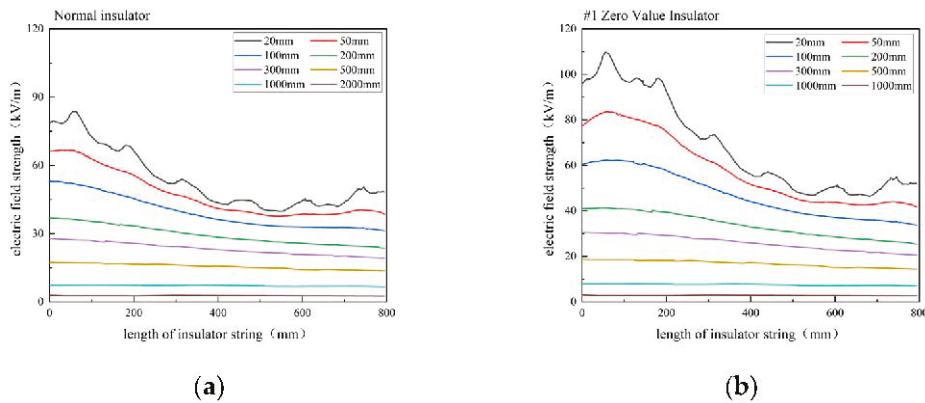 Normal insulator
120
90
60
30
0
0 200 400 600 800
20mm 50mm
100mm 200mm
300mm 500mm
1000mm 2000mm
electric field strength（kV/m）
length of insulator string（mm）
(a)
#1 Zero Value Insulator
120
100
80
60
40
20
0
0 200 400 600 800
20mm 50mm
100mm 200mm
300mm 500mm
1000mm 1000mm
electric field strength（kV/m）
length of insulator string（mm）
(b)